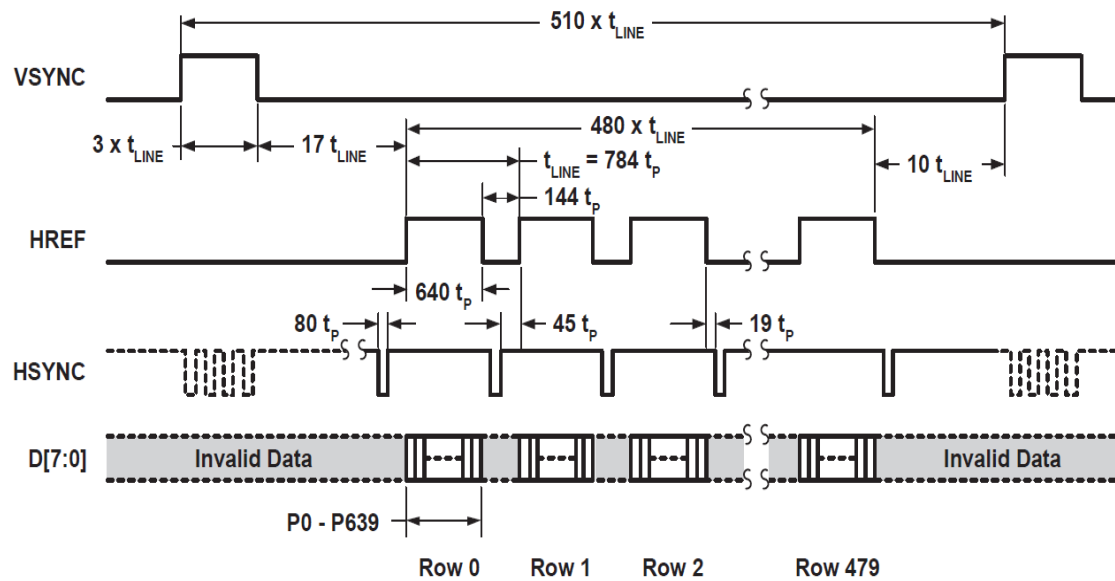 510 x tLINE
VSYNC
3 x tLINE
17 tLINE
480 x tLINE
tLINE = 784 tP
10 tLINE
144 tP
HREF
640 tP
80 tP
45 tP
19 tP
HSYNC
D[7:0]
Invalid Data
Invalid Data
P0 - P639
Row 0
Row 1
Row 2
Row 479